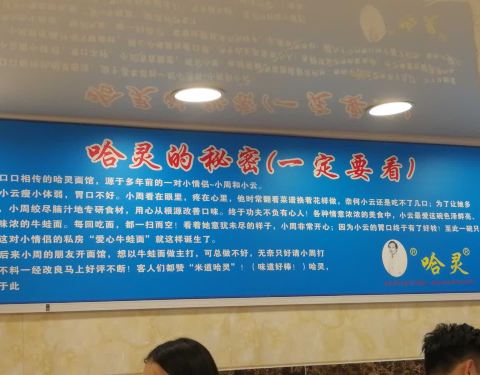 哈灵的秘密(一定要看)
口口相传的哈灵面馆，源于多年前的一对小情侣~小周和小云。
小云瘦小体弱，胃口不好。小周看在眼里，疼在心里，他时常翻看菜谱换着花样做，奈何小云还是吃不了几口；为了让她多
，小周绞尽脑汁地专研食材，用心从根源改善口味。终于功夫不负有心人！各种情意浓浓的美食中，小云最爱这碗色泽鲜布、
味浓的牛蛙面。每回吃面，都一扫而空！看着她意犹未尽的样子，小周非常开心；因为小云的胃口终于有了好转！至此一碗只
这对小情侣的私房“爱心牛蛙面”就这样诞生了。
后来小周的朋友开面馆，想以牛蛙面做主打，可总做不好，无奈只好请小周打
不料一经改良马上好评不断！客人们都赞“米道哈灵”！（味道好棒！）哈灵，
于此
®哈灵®